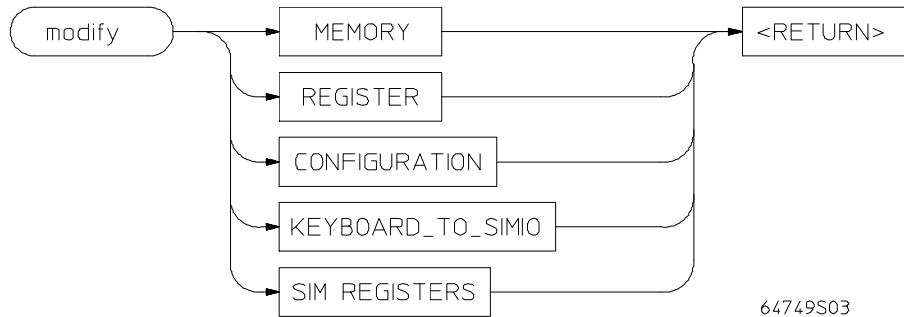 modify
MEMORY
<RETURN>
REGISTER
CONFIGURATION
KEYBOARD_TO_SIMIO
SIM REGISTERS
64749S03